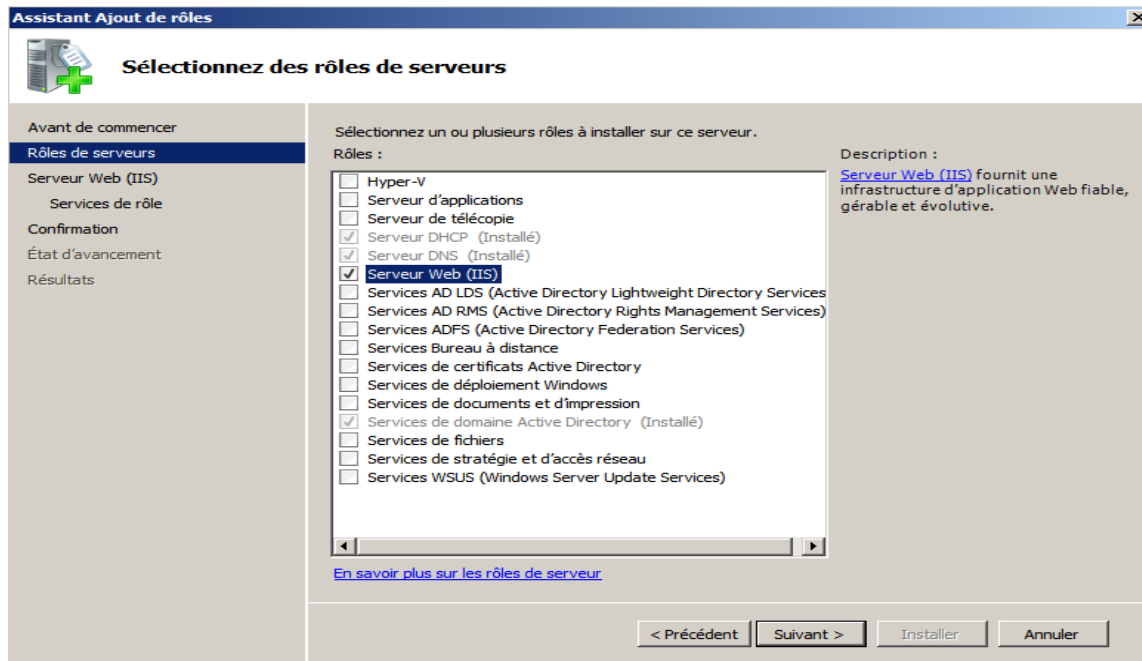 Assistant Ajout de rôles
Sélectionnez des rôles de serveurs
Avant de commencer
Rôles de serveurs
Serveur Web (IIS)
Services de rôle
Confirmation
État d'avancement
Résultats
Sélectionnez un ou plusieurs rôles à installer sur ce serveur.
Rôles :
Hyper-V
Serveur d'applications
Serveur de télécopie
Serveur DHCP (Installé)
Serveur DNS (Installé)
Serveur Web (IIS)
Services AD LDS (Active Directory Lightweight Directory Services
Services AD RMS (Active Directory Rights Management Services)
Services ADFS (Active Directory Federation Services)
Services Bureau à distance
Services de certificats Active Directory
Services de déploiement Windows
Services de documents et d'impression
Services de domaine Active Directory (Installé)
Services de fichiers
Services de stratégie et d'accès réseau
Services WSUS (Windows Server Update Services)
En savoir plus sur les rôles de serveur
Description :
Serveur Web (IIS) fournit une
infrastructure d'application Web fiable,
gérable et évolutive.
< Précédent
Suivant >
Installer
Annuler